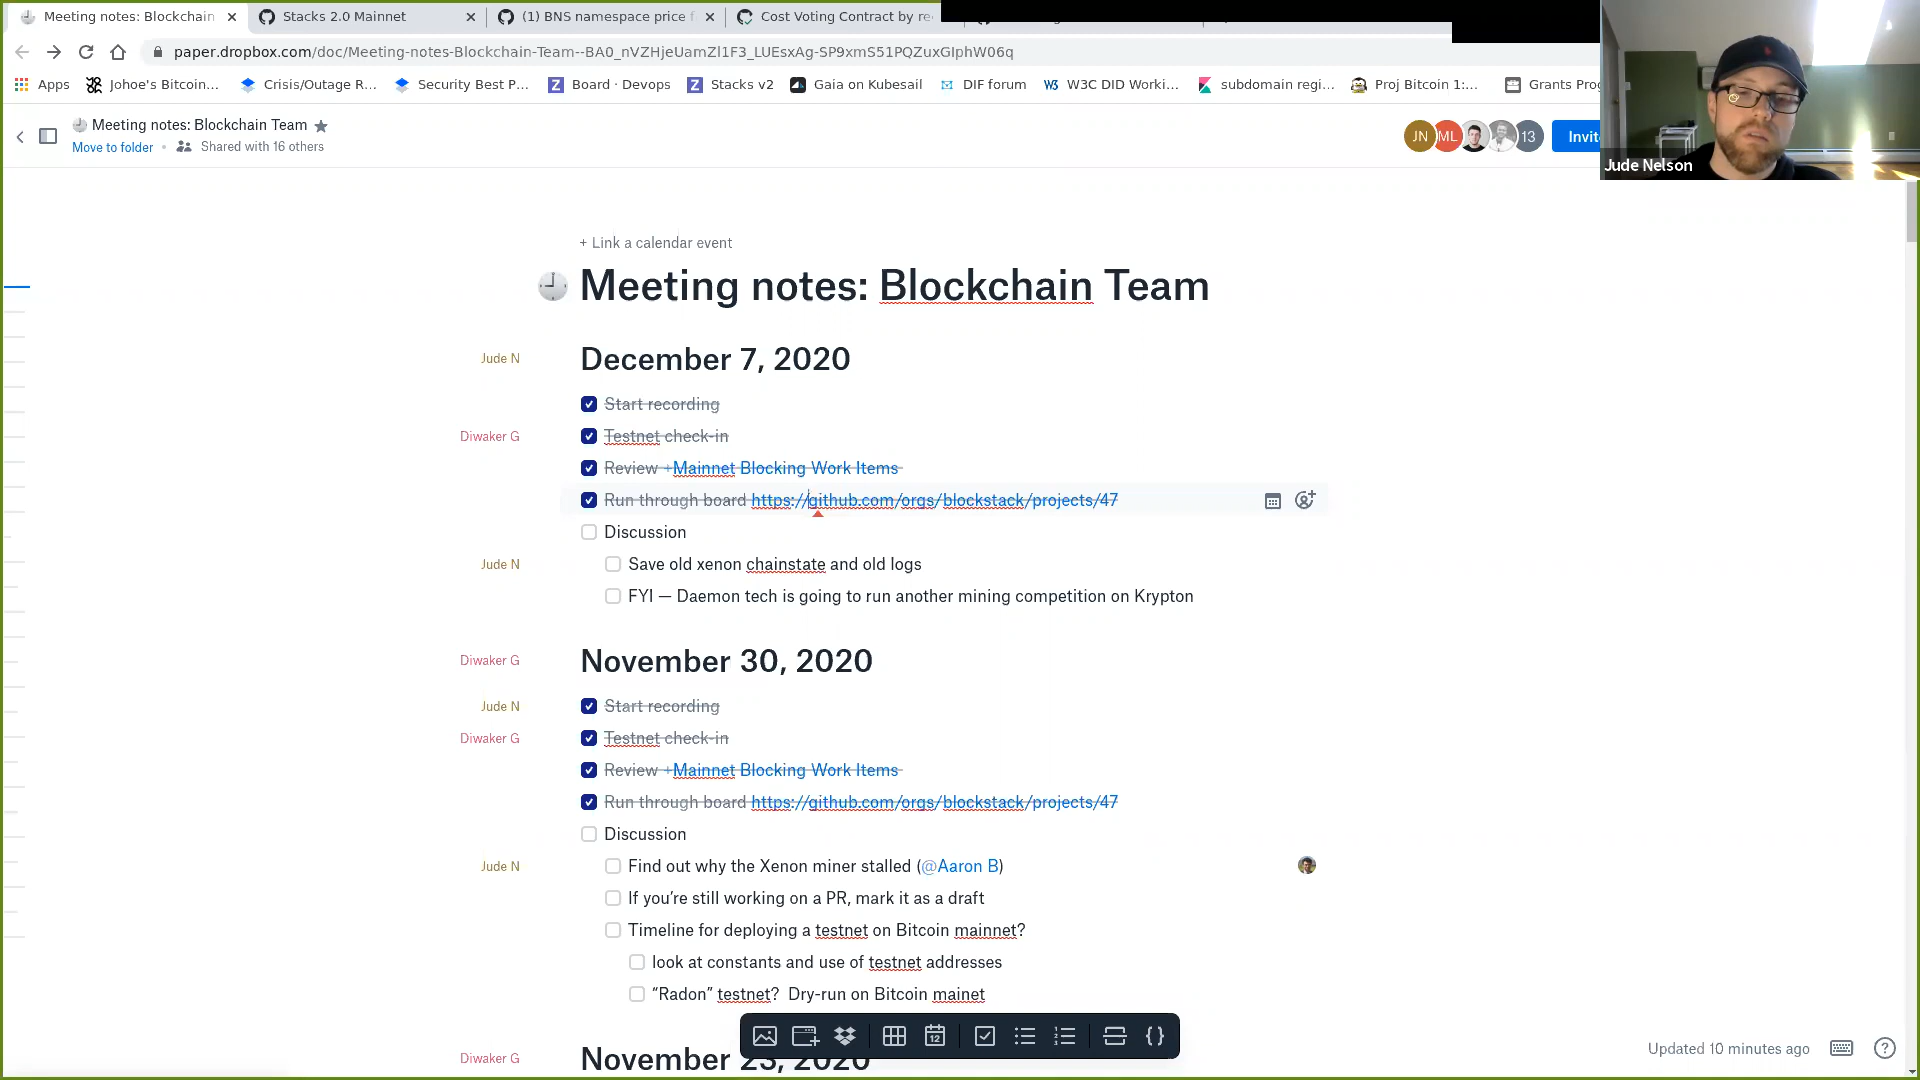 Meeting notes: Blockchain
Stacks 2.0 Mainnet
(1) BNS namespace price f
Cost Voting Contract by re
paper.dropbox.com/doc/Meeting-notes-Blockchain-Team--BA0_nVZHjeUamZl1F3_LUEsxAg-SP9xmS51PQZuxGIphW06q
Apps
Johoe's Bitcoin...
Crisis/Outage R...
Security Best P...
Board · Devops
Stacks v2
Gaia on Kubesail
DIF forum
W3C DID Worki...
subdomain regi...
Proj Bitcoin 1:...
Grants Pro
Meeting notes: Blockchain Team
Move to folder
Shared with 16 others
JN
ML
13
Invite
Jude Nelson
+ Link a calendar event
Meeting notes: Blockchain Team
Jude N
December 7, 2020
Start recording
Diwaker G
Testnet check-in
Review +Mainnet Blocking Work Items
Run through board https://github.com/orgs/blockstack/projects/47
Discussion
Jude N
Save old xenon chainstate and old logs
FYI — Daemon tech is going to run another mining competition on Krypton
Diwaker G
November 30, 2020
Jude N
Start recording
Diwaker G
Testnet check-in
Review +Mainnet Blocking Work Items
Run through board https://github.com/orgs/blockstack/projects/47
Discussion
Jude N
Find out why the Xenon miner stalled (@Aaron B)
If you're still working on a PR, mark it as a draft
Timeline for deploying a testnet on Bitcoin mainnet?
look at constants and use of testnet addresses
"Radon" testnet? Dry-run on Bitcoin mainet
12
Updated 10 minutes ago
Diwaker G
November 23, 2020